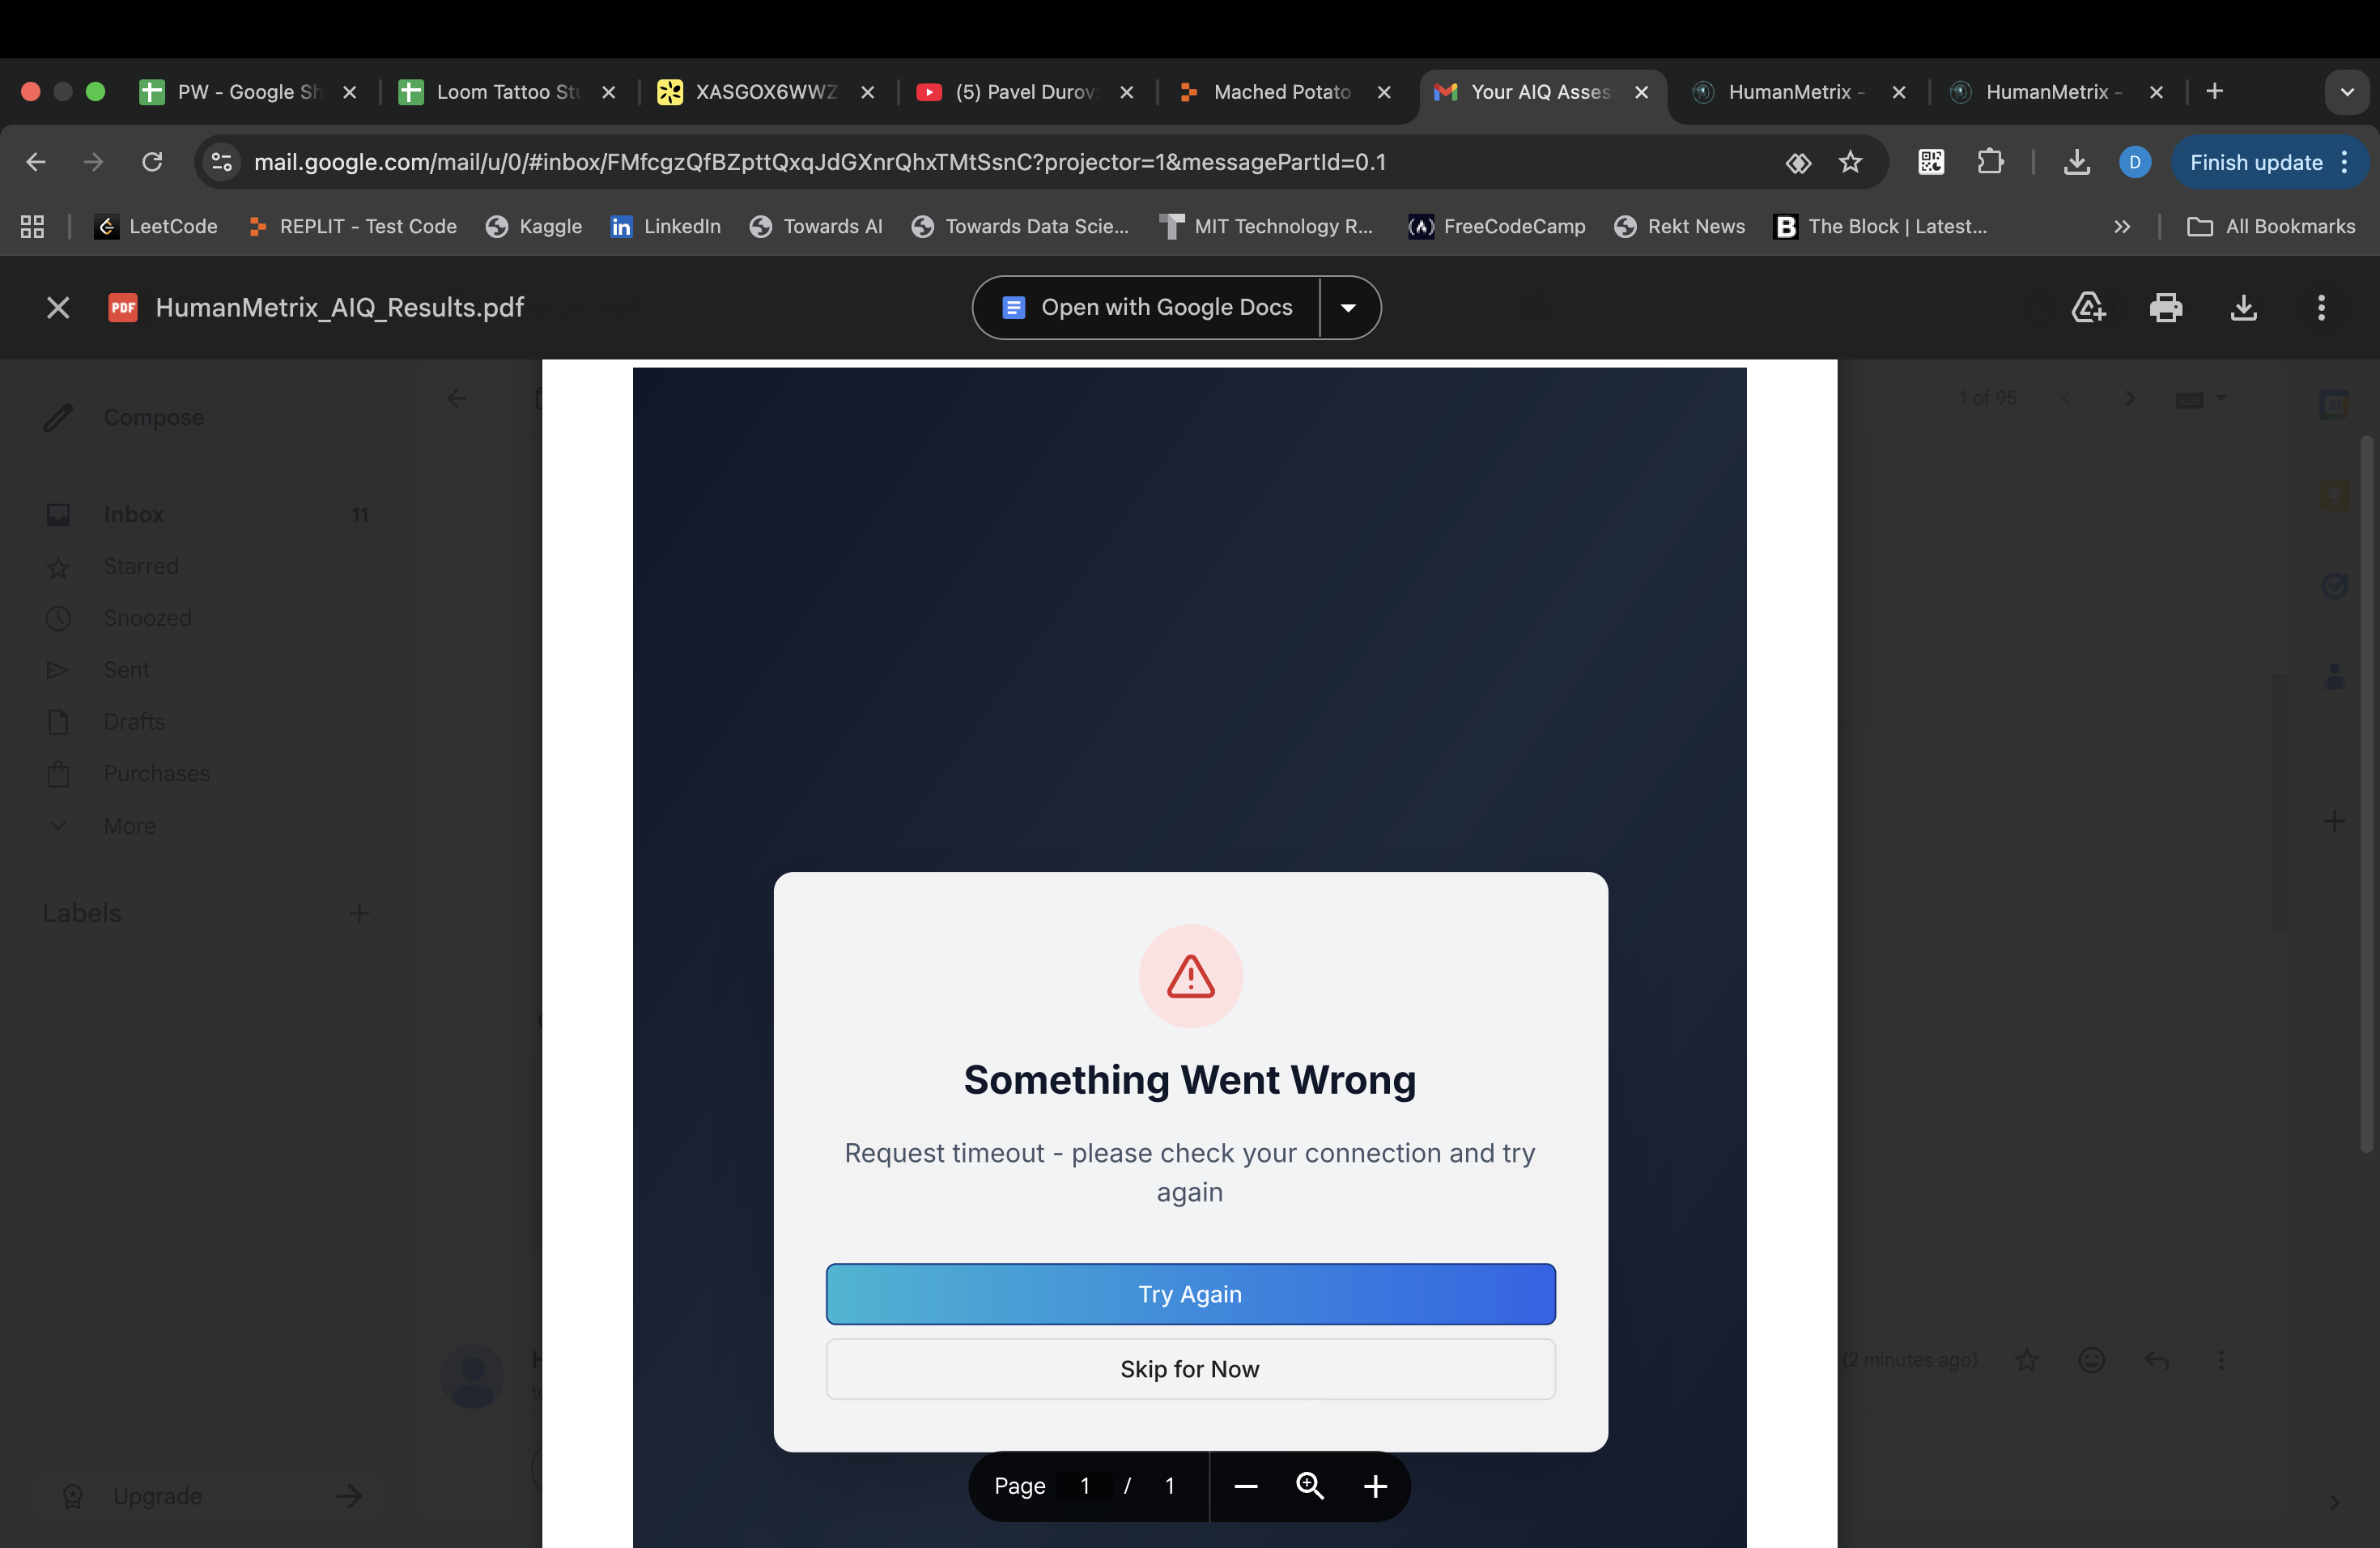 PW - Google Sh
Loom Tattoo Stu
XASGOX6WWZ
(5) Pavel Durov:
Mached Potato
Your AIQ Asses
HumanMetrix -
HumanMetrix -
mail.google.com/mail/u/0/#inbox/FMfcgzQfBZpttQxqJdGXnrQhxTMtSsnC?projector=1&messagePartId=0.1
D
Finish update
LeetCode
REPLIT - Test Code
Kaggle
in LinkedIn
Towards AI
Towards Data Scie...
MIT Technology R...
FreeCodeCamp
Rekt News
B The Block | Latest...
All Bookmarks
PDF HumanMetrix_AIQ_Results.pdf
Open with Google Docs
Compose
1 of 95
31
Inbox 11
Starred
Snoozed
Sent
Drafts
Purchases
More
Labels
Something Went Wrong
Request timeout - please check your connection and try
again
Try Again
Skip for Now
(2 minutes ago)
Page 1 / 1
Upgrade